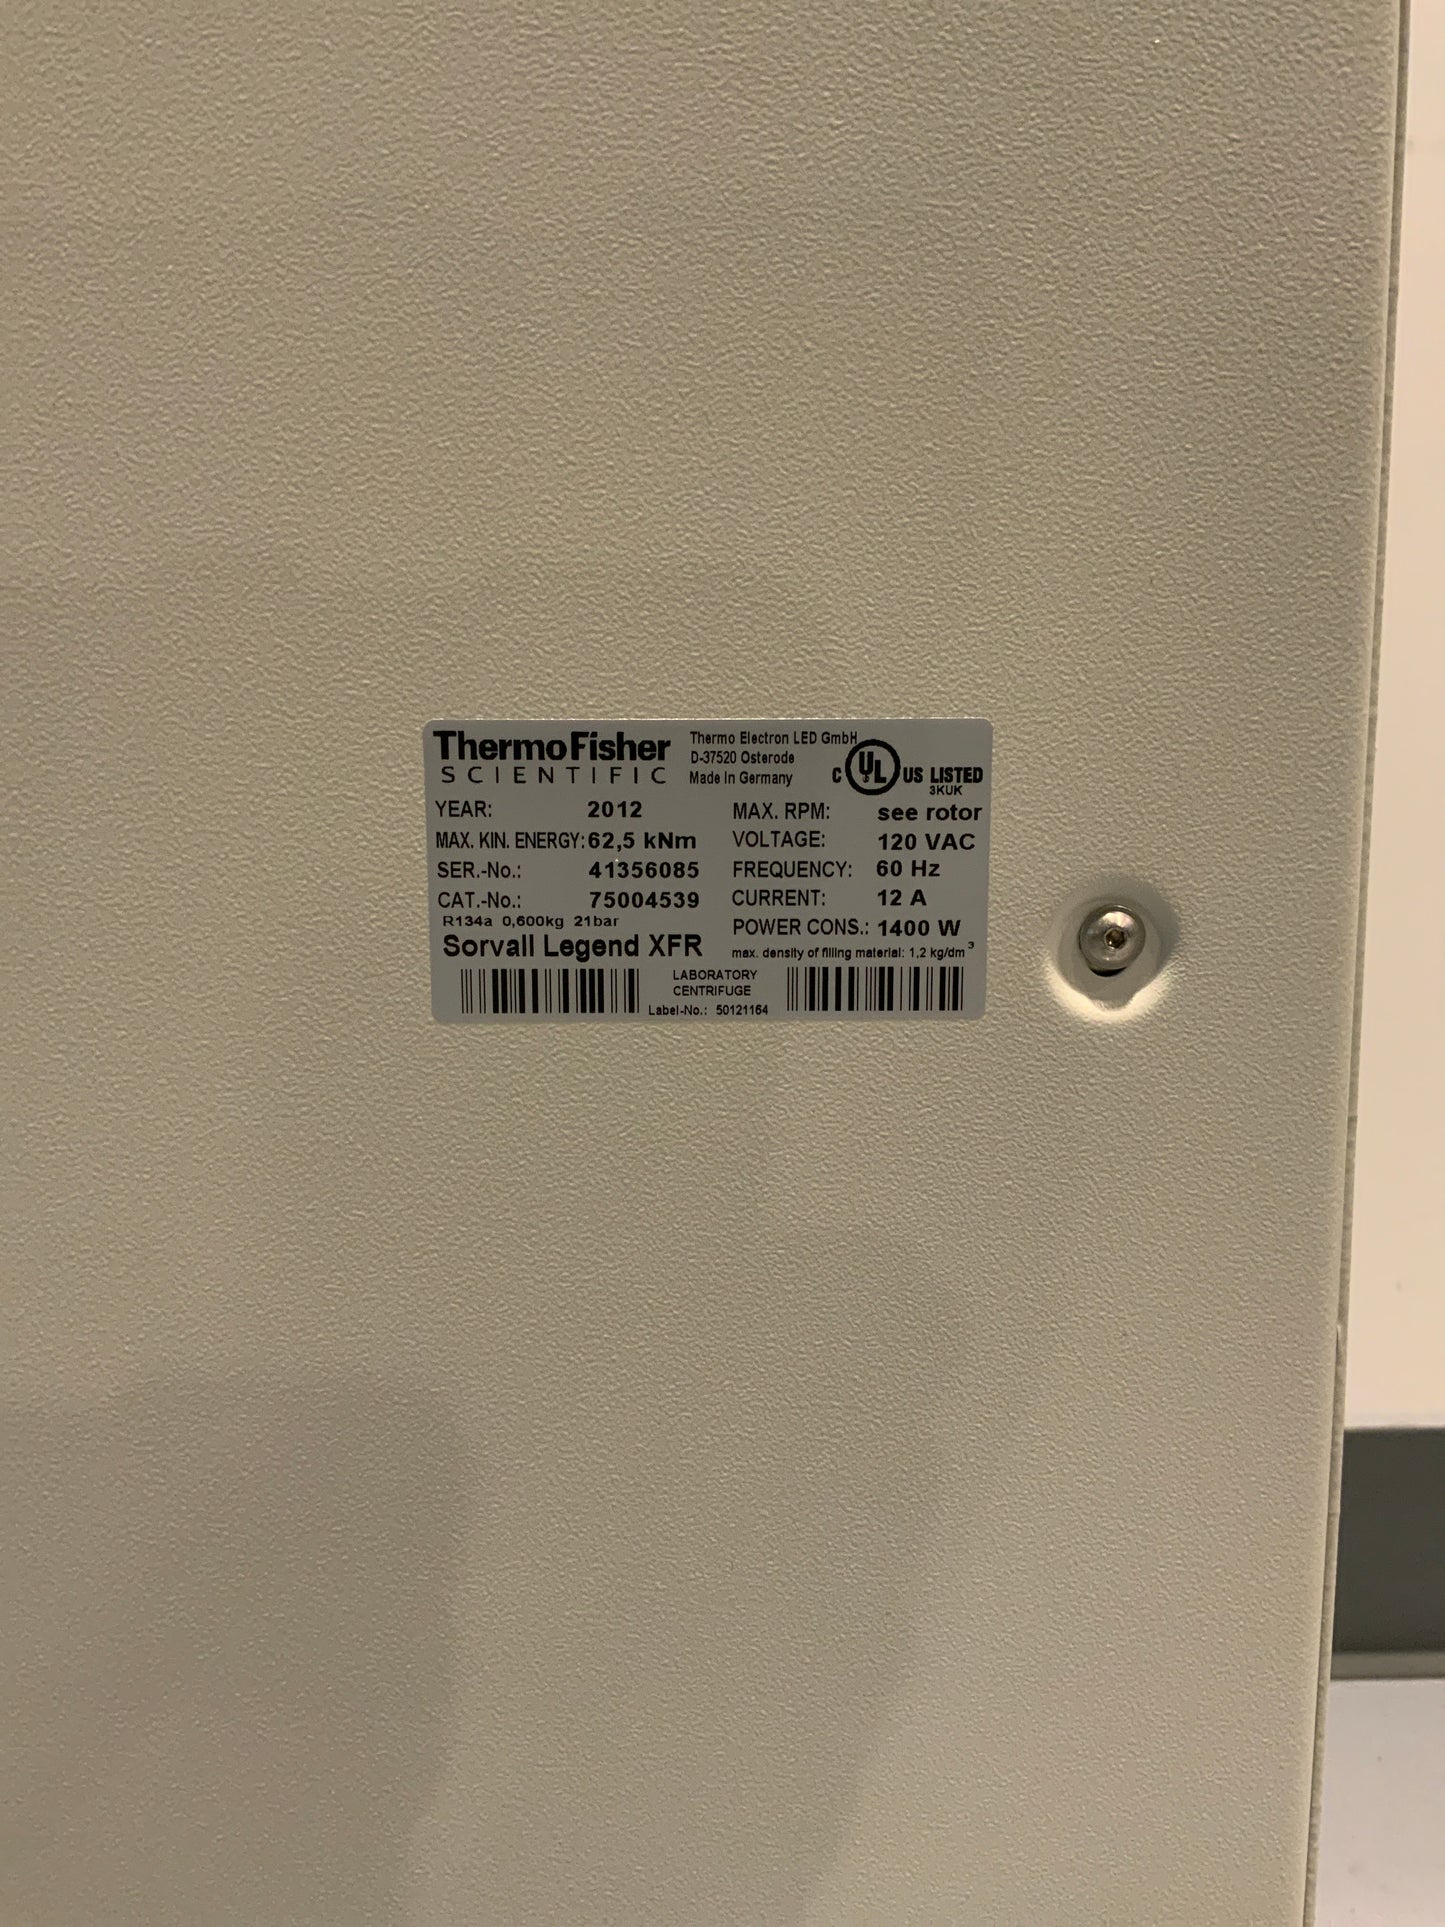 ThermoFisher
SCIENTIFIC
Thermo Electron LED GmbH
D-37520 Osterode
Made in Germany
C UL US LISTED
3KUK
YEAR: 2012
MAX. KIN. ENERGY: 62,5 kNm
SER.-No.: 41356085
CAT.-No.: 75004539
R134a 0,600kg 21bar
Sorvall Legend XFR
MAX. RPM: see rotor
VOLTAGE: 120 VAC
FREQUENCY: 60 Hz
CURRENT: 12 A
POWER CONS.: 1400 W
max. density of filling material: 1,2 kg/dm³
LABORATORY
CENTRIFUGE
Label-No.: 50121164